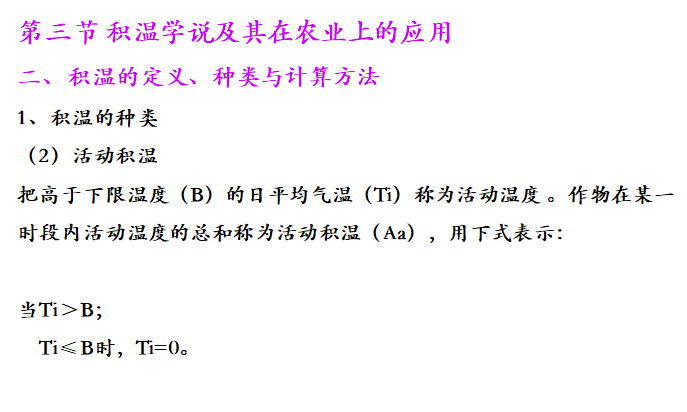 第三节 积温学说及其在农业上的应用
二、积温的定义、种类与计算方法
1、积温的种类
（2）活动积温
把高于下限温度（B）的日平均气温（Ti）称为活动温度。作物在某一
时段内活动温度的总和称为活动积温（Aa），用下式表示：
当Ti＞B；
Ti≤B时，Ti=0。